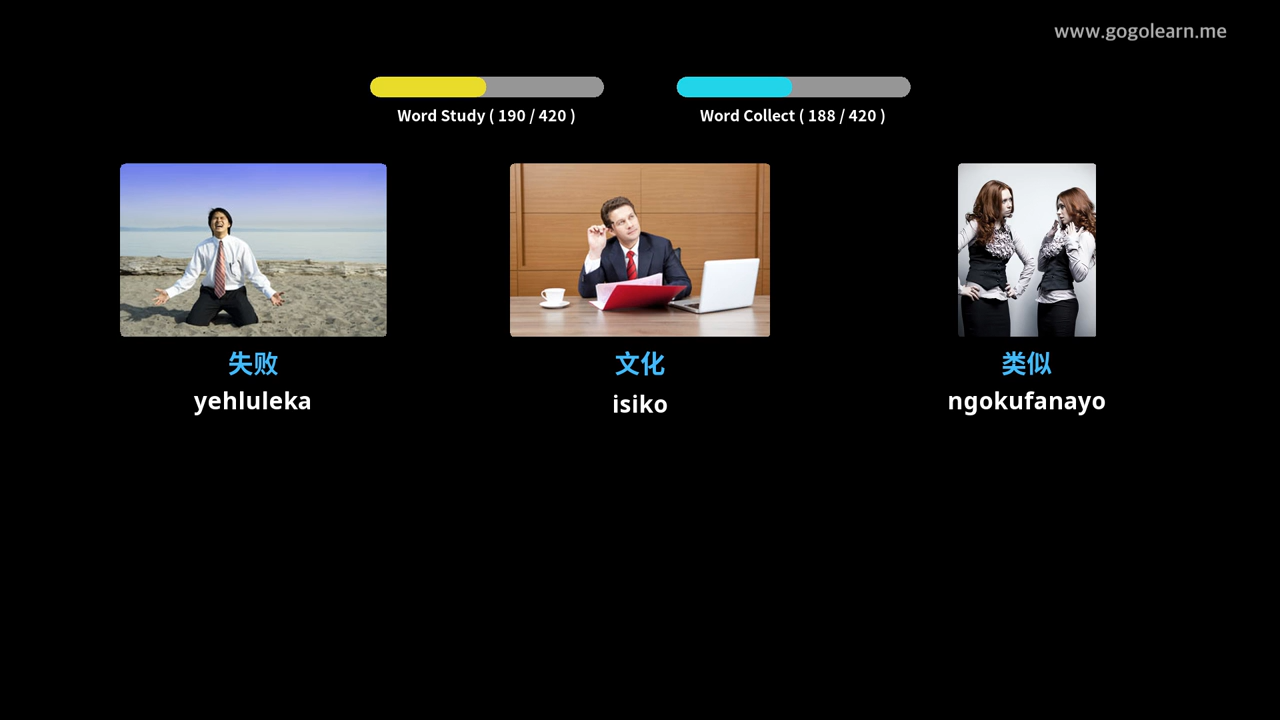 www.gogolearn.me
Word Study ( 190 / 420 )
Word Collect ( 188 / 420 )
失败
文化
类似
yehluleka
isiko
ngokufanayo